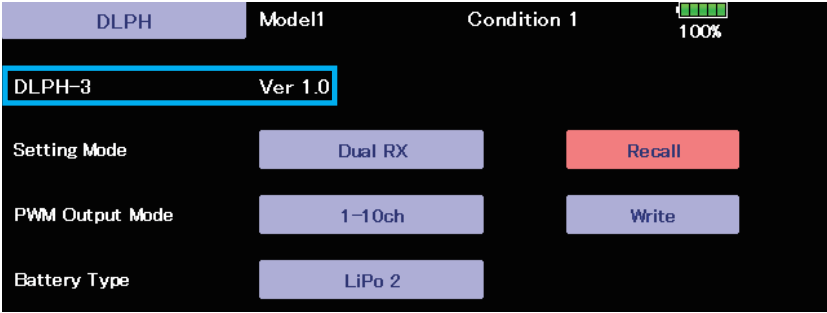 DLPH Model1 Condition 1
100%
DLPH-3 Ver 1.0
Setting Mode Dual RX Recall
PWM Output Mode 1-10ch Write
Battery Type LiPo 2